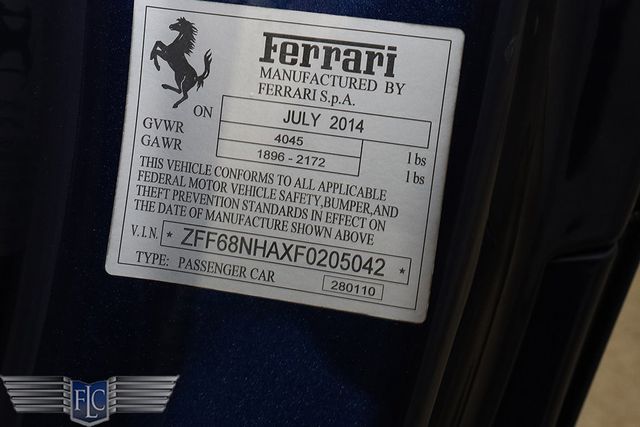 Ferrari
MANUFACTURED BY
FERRARI S.p.A.
ON JULY 2014
GVWR 4045 lbs
GAWR 1896 - 2172 lbs
THIS VEHICLE CONFORMS TO ALL APPLICABLE
FEDERAL MOTOR VEHICLE SAFETY,BUMPER,AND
THEFT PREVENTION STANDARDS IN EFFECT ON
THE DATE OF MANUFACTURE SHOWN ABOVE
V.I.N. * ZFF68NHAXF0205042 *
TYPE: PASSENGER CAR 280110
FLC